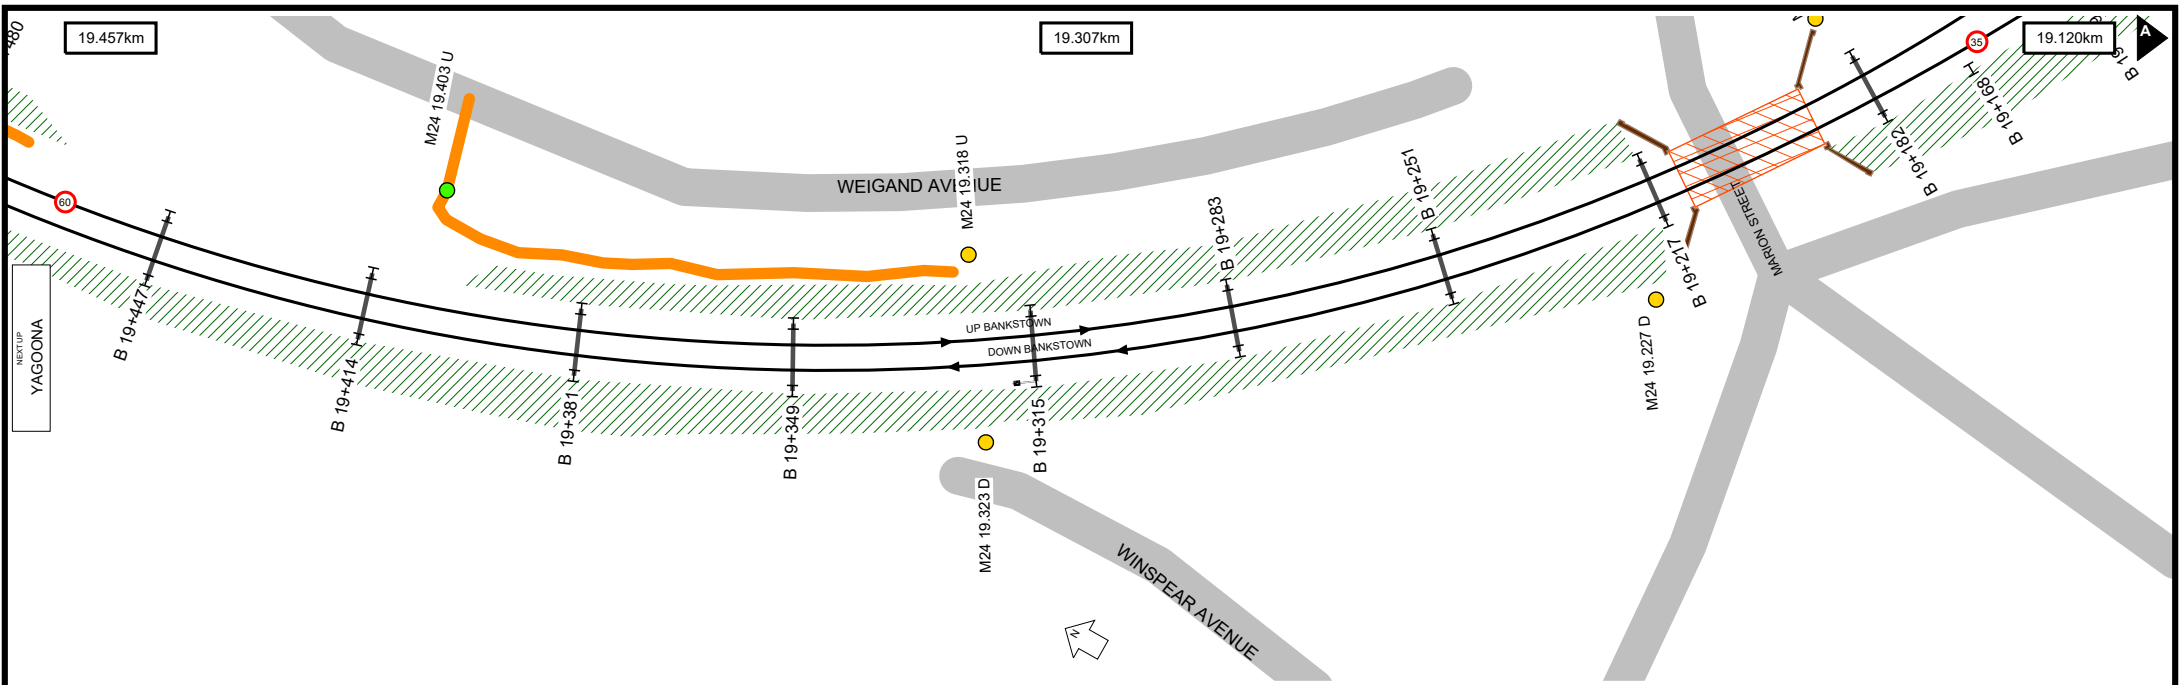 480
19.457km
19.307km
19.120km
A
35
60
M24 19.403 U
M24 19.318 U
WEIGAND AVENUE
B 19+447
B 19+414
B 19+381
B 19+349
B 19+315
B 19+283
B 19+251
B 19+217
B 19+182
B 19+168
B 19
UP BANKSTOWN
DOWN BANKSTOWN
MARION STREET
NEXT UP
YAGOONA
M24 19.323 D
M24 19.227 D
WINSPEAR AVENUE
N